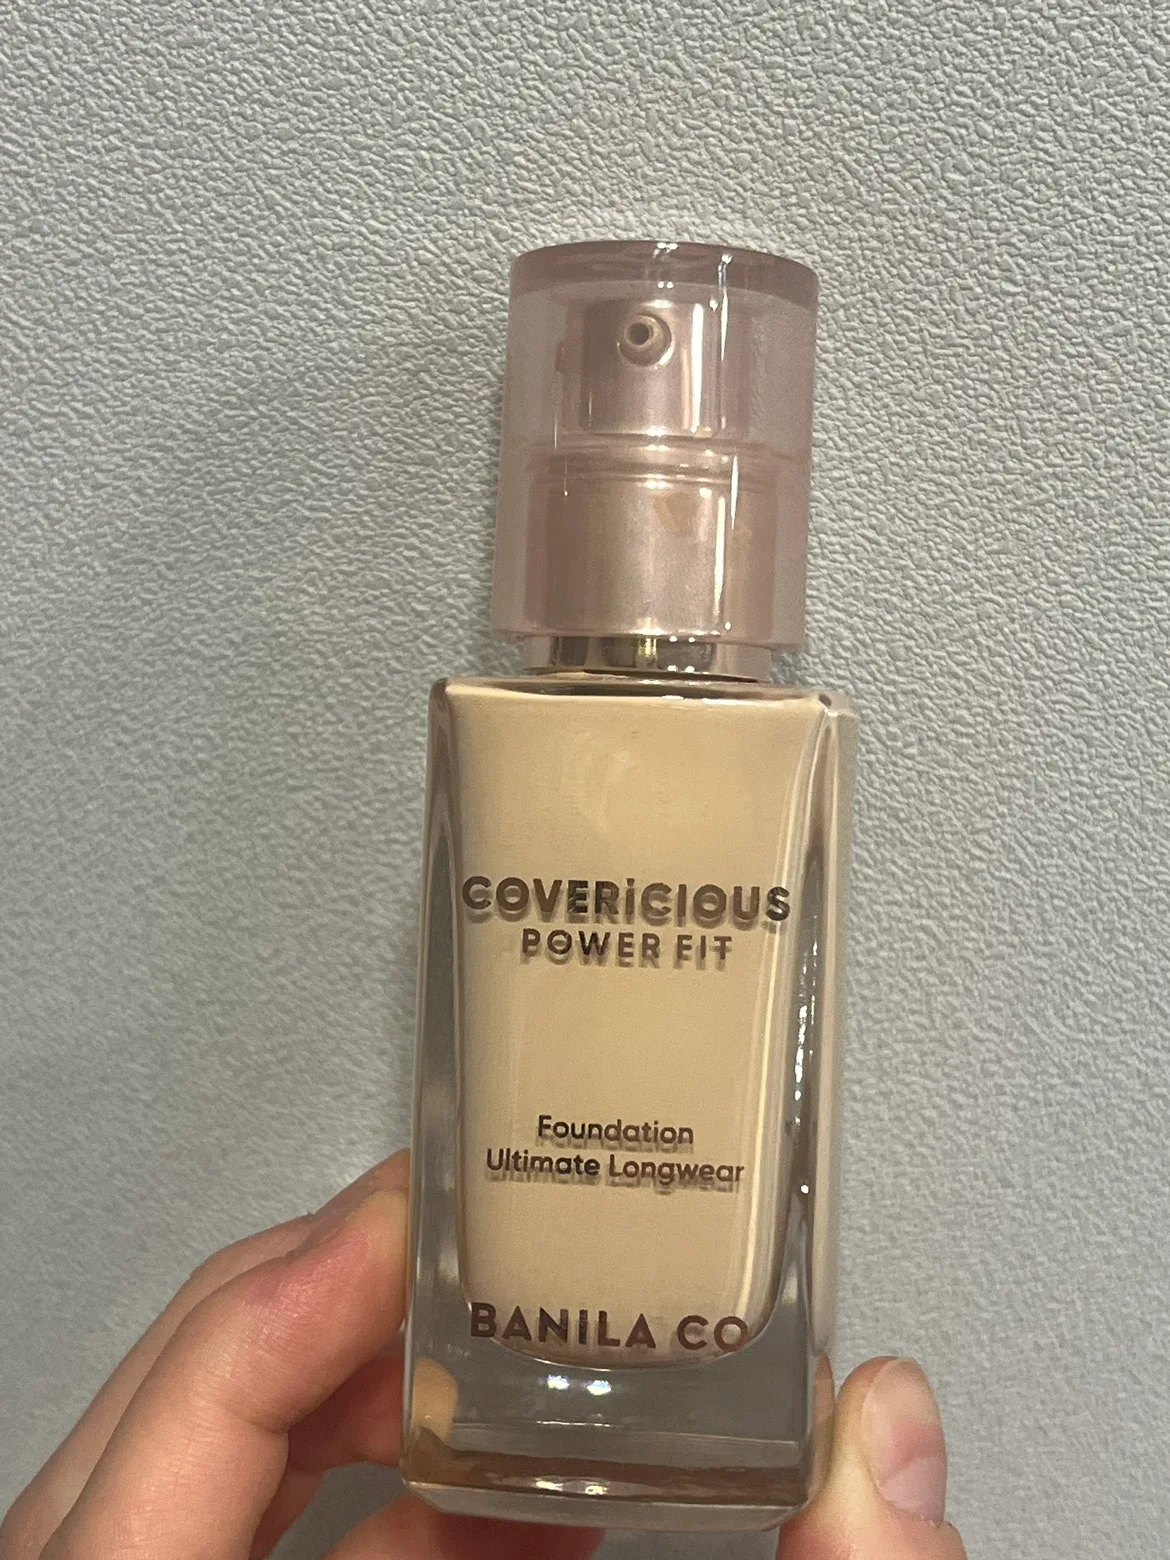 COVERiCIOUS
POWER FIT
Foundation
Ultimate Longwear
BANILA CO